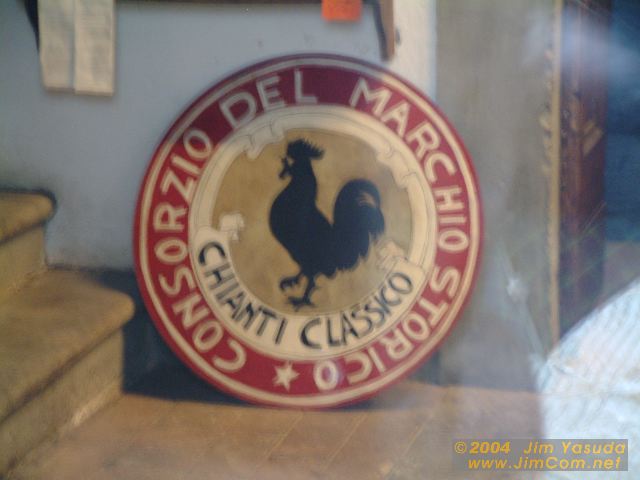 CONSORZIO DEL MARCHIO STORICO
CHIANTI CLASSICO
©2004 Jim Yasuda
www.JimCom.net